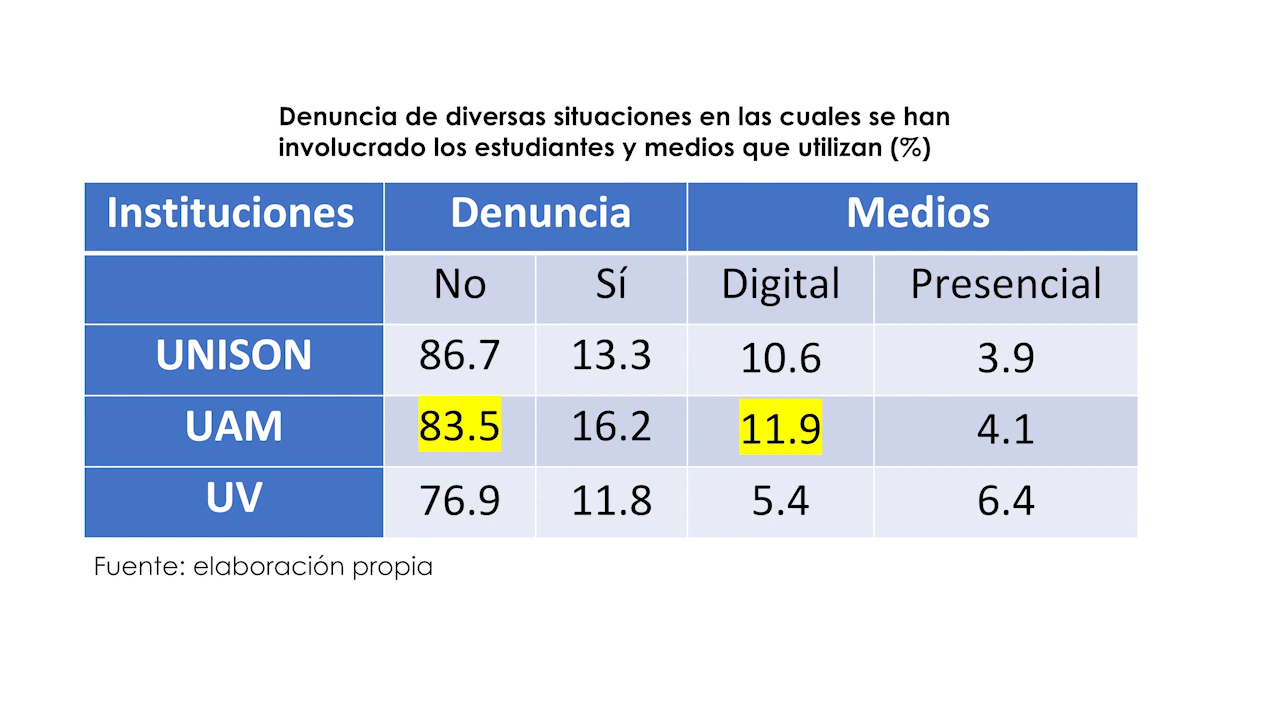 Denuncia de diversas situaciones en las cuales se han
involucrado los estudiantes y medios que utilizan (%)
Instituciones Denuncia Medios
No Sí Digital Presencial
UNISON 86.7 13.3 10.6 3.9
UAM 83.5 16.2 11.9 4.1
UV 76.9 11.8 5.4 6.4
Fuente: elaboración propia